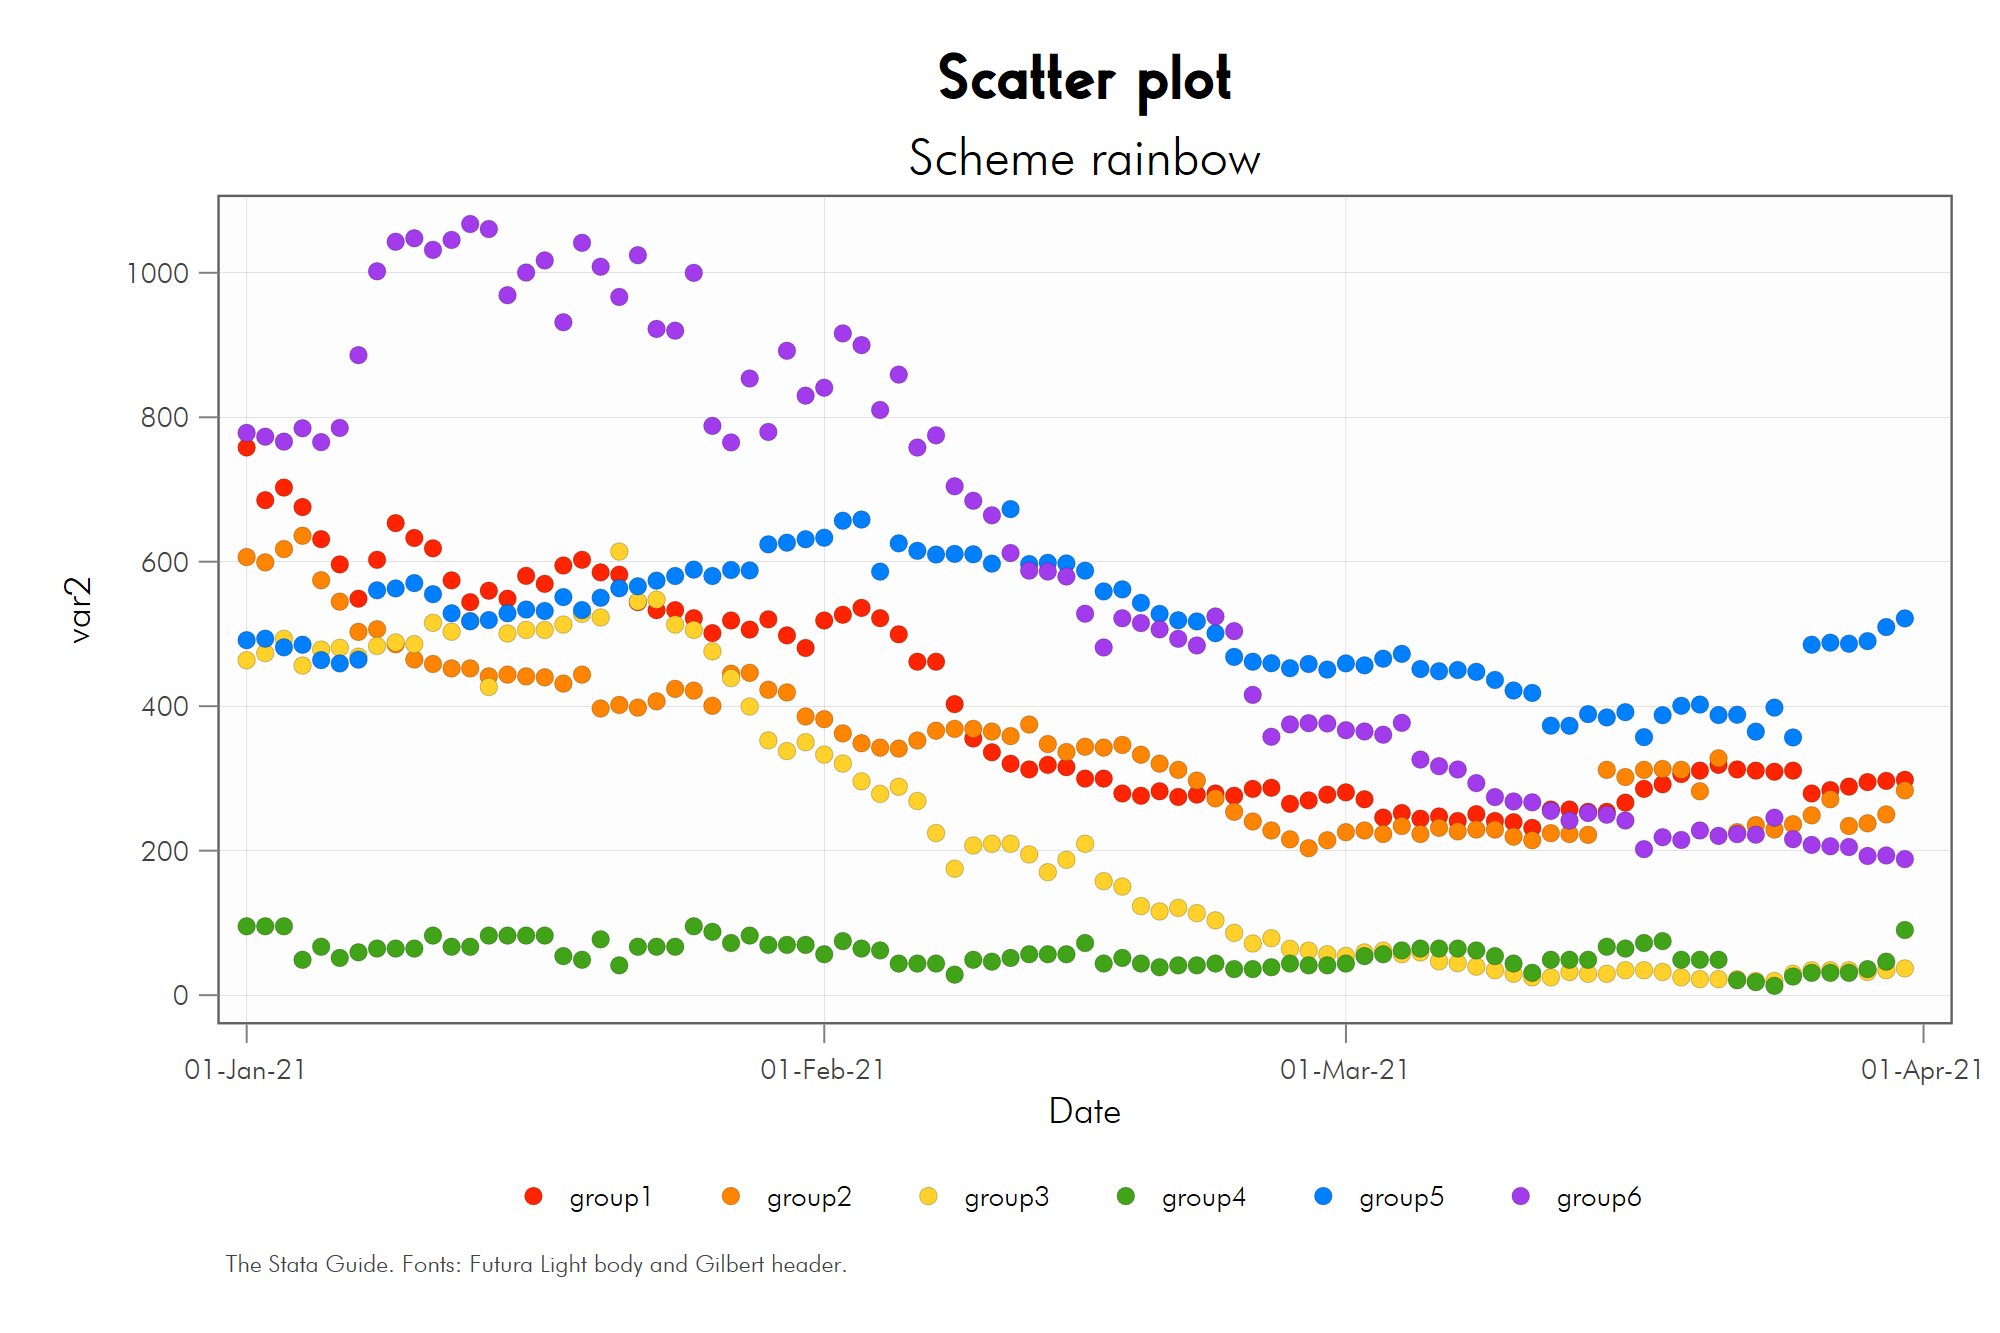 Scatter plot
Scheme rainbow
var2
1000
800
600
400
200
0
01-Jan-21 01-Feb-21 01-Mar-21 01-Apr-21
Date
group1 group2 group3 group4 group5 group6
The Stata Guide. Fonts: Futura Light body and Gilbert header.